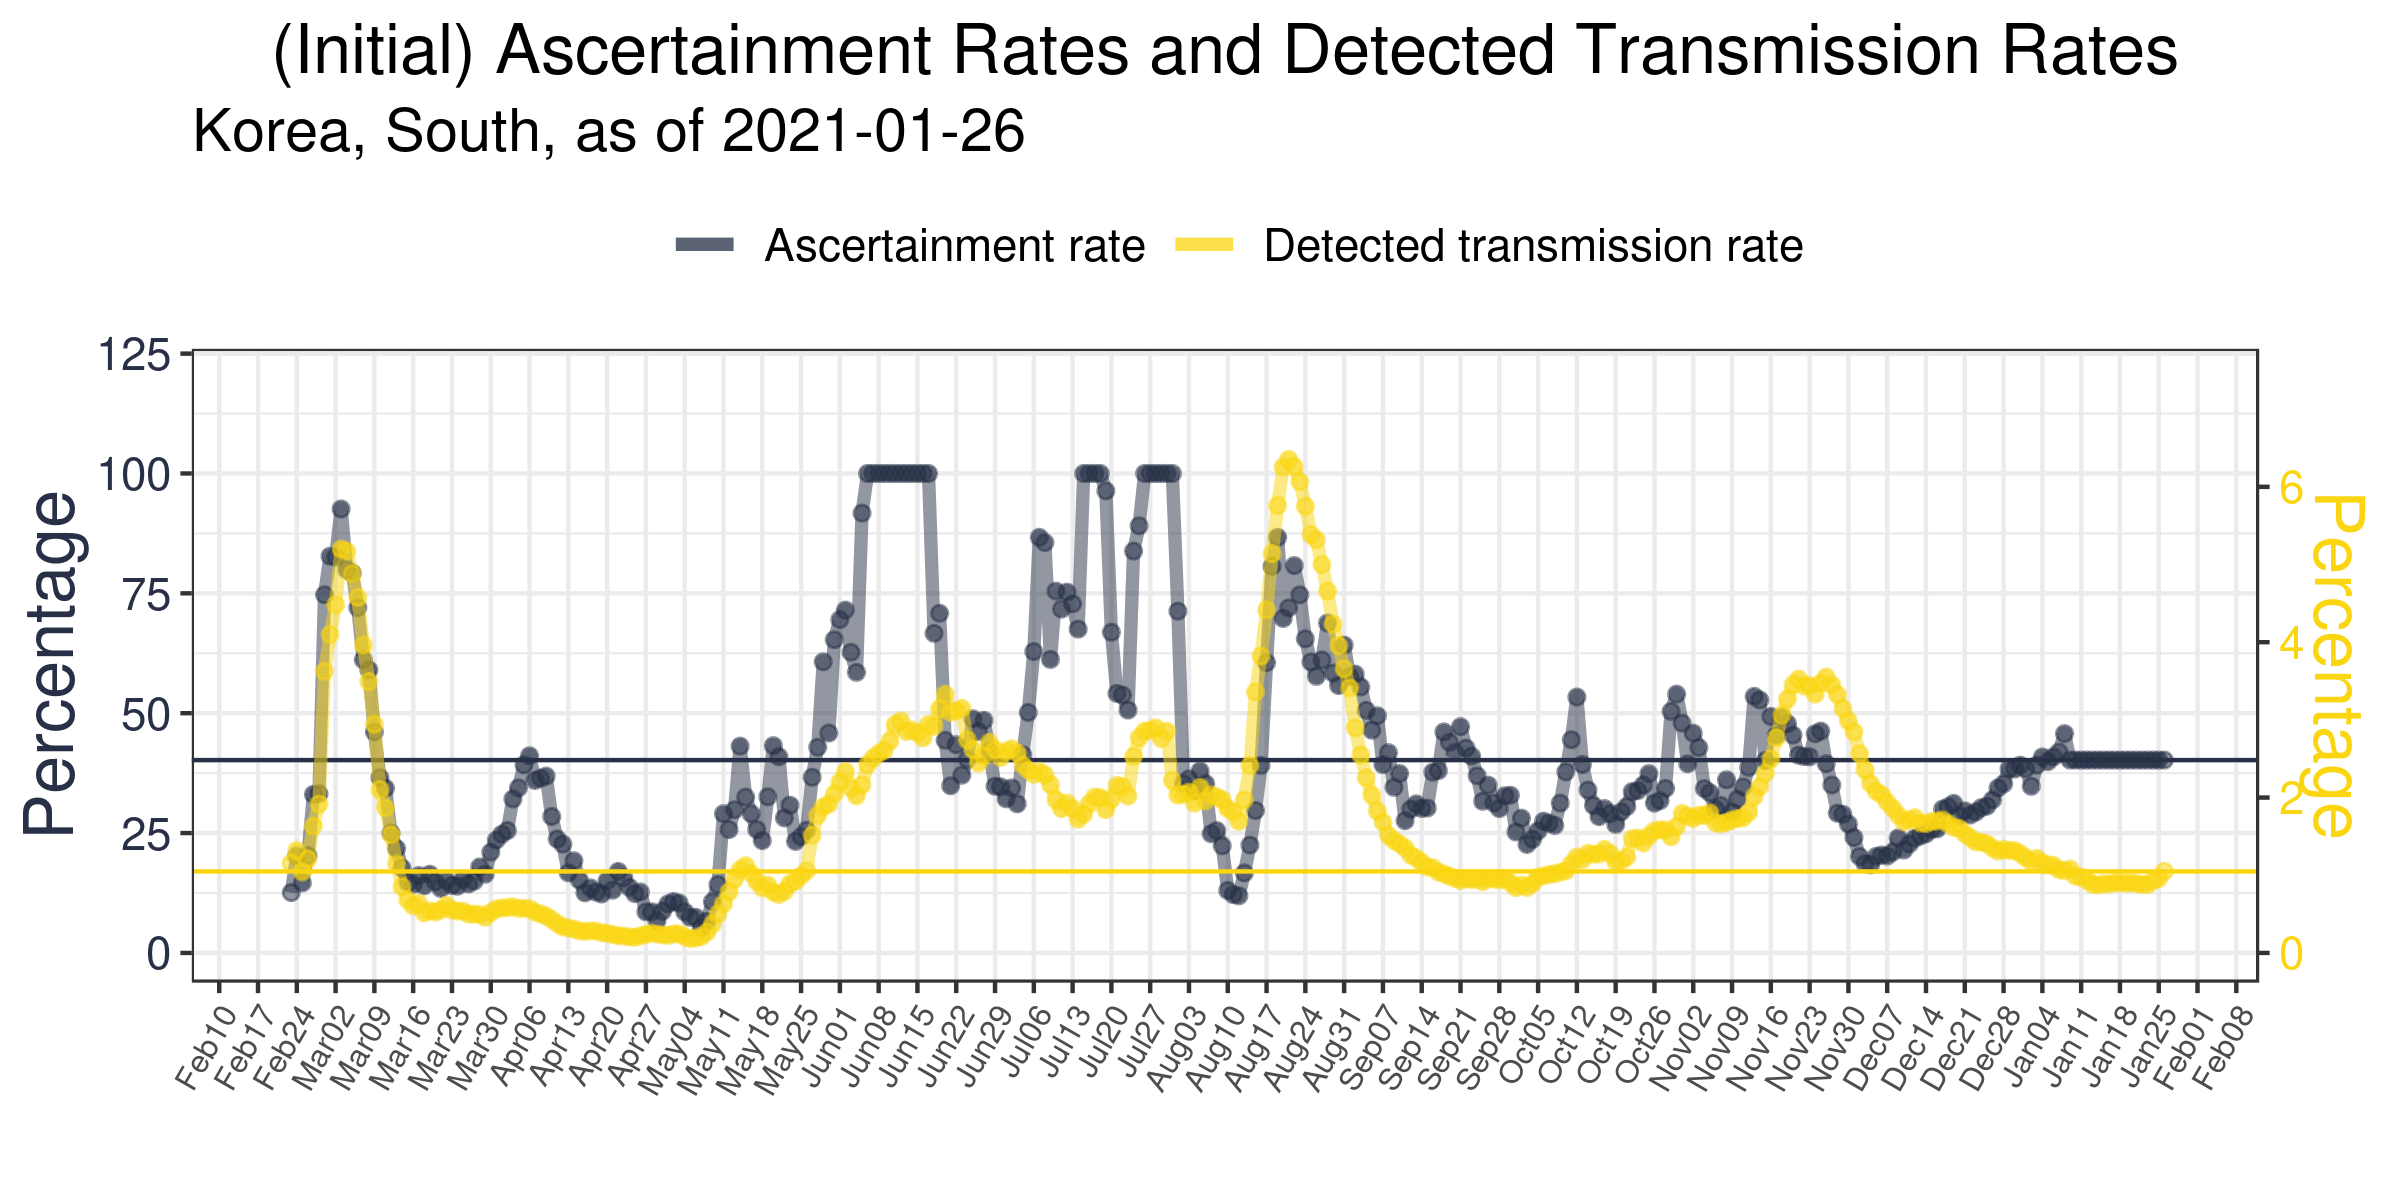 (Initial) Ascertainment Rates and Detected Transmission Rates
Korea, South, as of 2021-01-26
Ascertainment rate
Detected transmission rate
Percentage
125
100
75
50
25
0
6
4
2
0
Percentage
Feb10
Feb17
Feb24
Mar02
Mar09
Mar16
Mar23
Mar30
Apr06
Apr13
Apr20
Apr27
May04
May11
May18
May25
Jun01
Jun08
Jun15
Jun22
Jun29
Jul06
Jul13
Jul20
Jul27
Aug03
Aug10
Aug17
Aug24
Aug31
Sep07
Sep14
Sep21
Sep28
Oct05
Oct12
Oct19
Oct26
Nov02
Nov09
Nov16
Nov23
Nov30
Dec07
Dec14
Dec21
Dec28
Jan04
Jan11
Jan18
Jan25
Feb01
Feb08